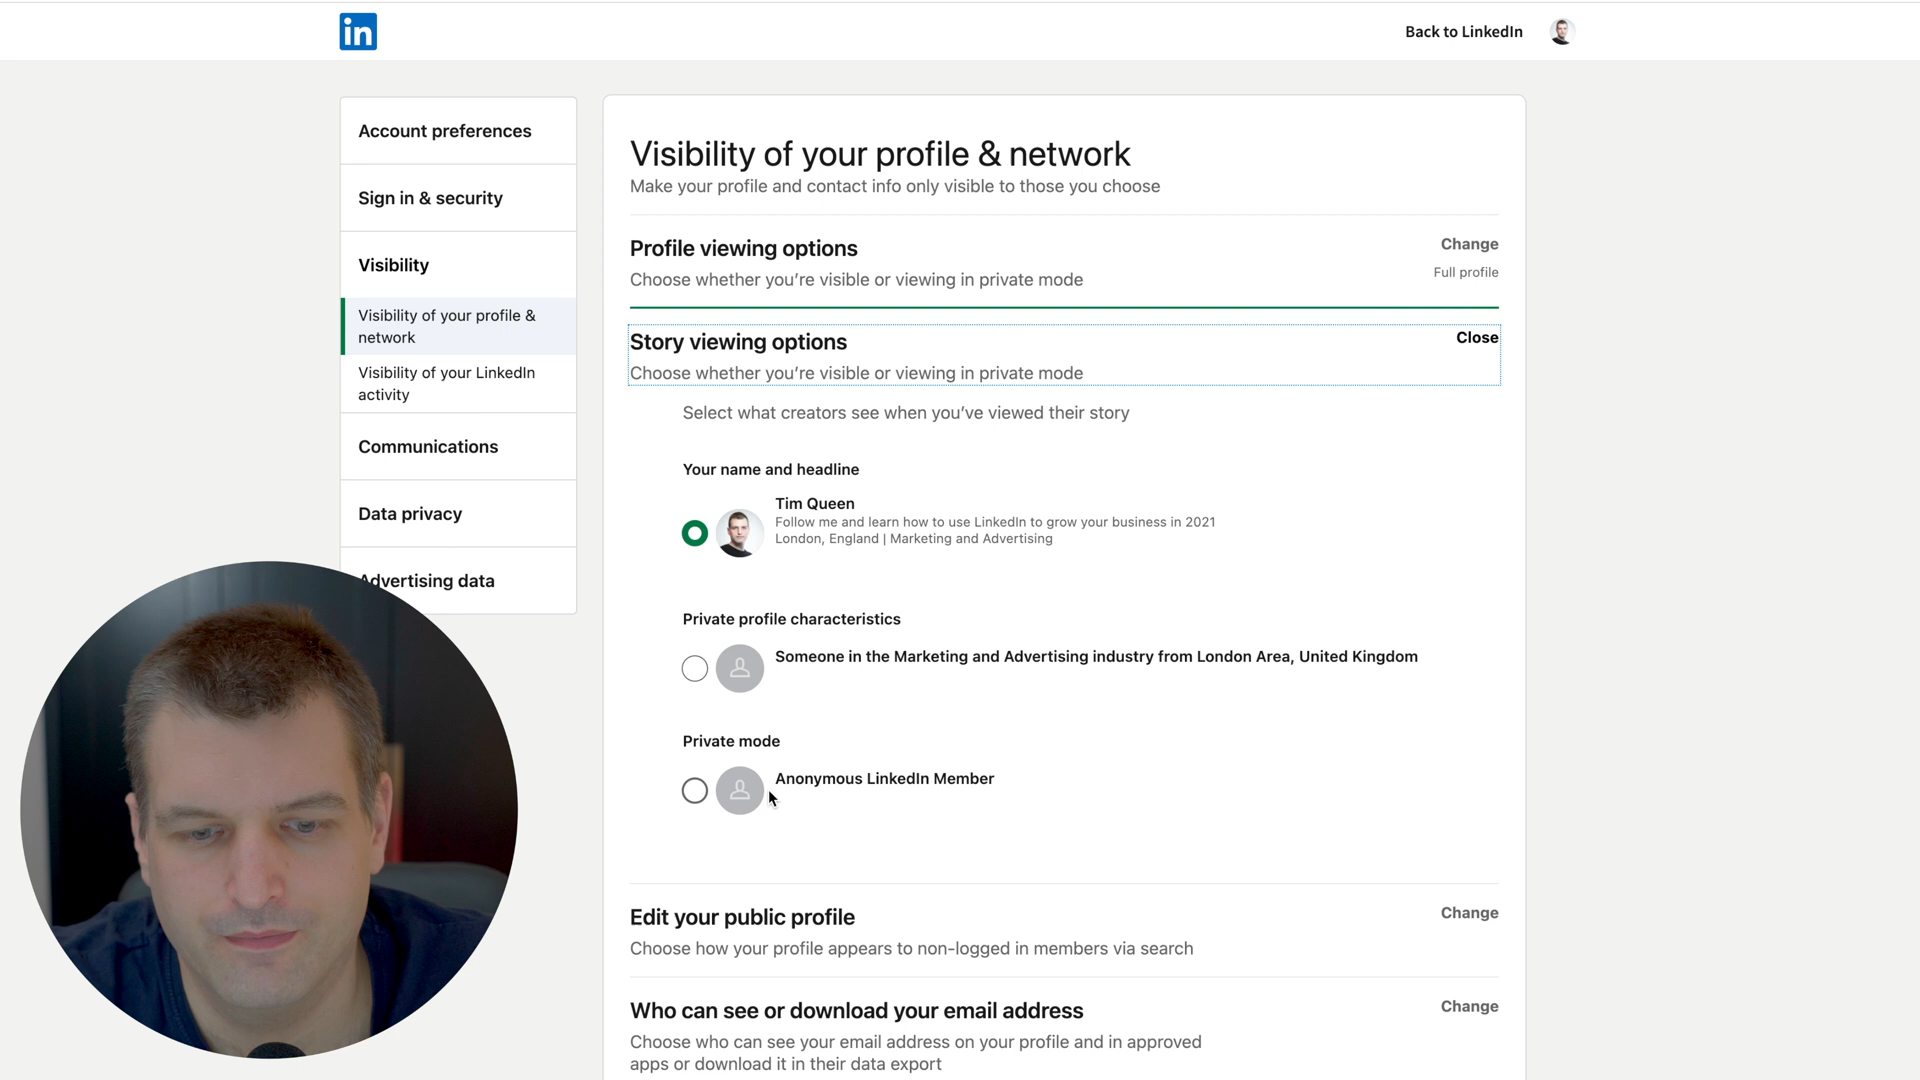 in
Back to LinkedIn
Account preferences
Sign in & security
Visibility
Visibility of your profile &
network
Visibility of your LinkedIn
activity
Communications
Data privacy
Advertising data
Visibility of your profile & network
Make your profile and contact info only visible to those you choose
Profile viewing options
Change
Choose whether you’re visible or viewing in private mode
Full profile
Story viewing options
Close
Choose whether you’re visible or viewing in private mode
Select what creators see when you’ve viewed their story
Your name and headline
Tim Queen
Follow me and learn how to use LinkedIn to grow your business in 2021
London, England | Marketing and Advertising
Private profile characteristics
Someone in the Marketing and Advertising industry from London Area, United Kingdom
Private mode
Anonymous LinkedIn Member
Edit your public profile
Change
Choose how your profile appears to non-logged in members via search
Who can see or download your email address
Change
Choose who can see your email address on your profile and in approved
apps or download it in their data export